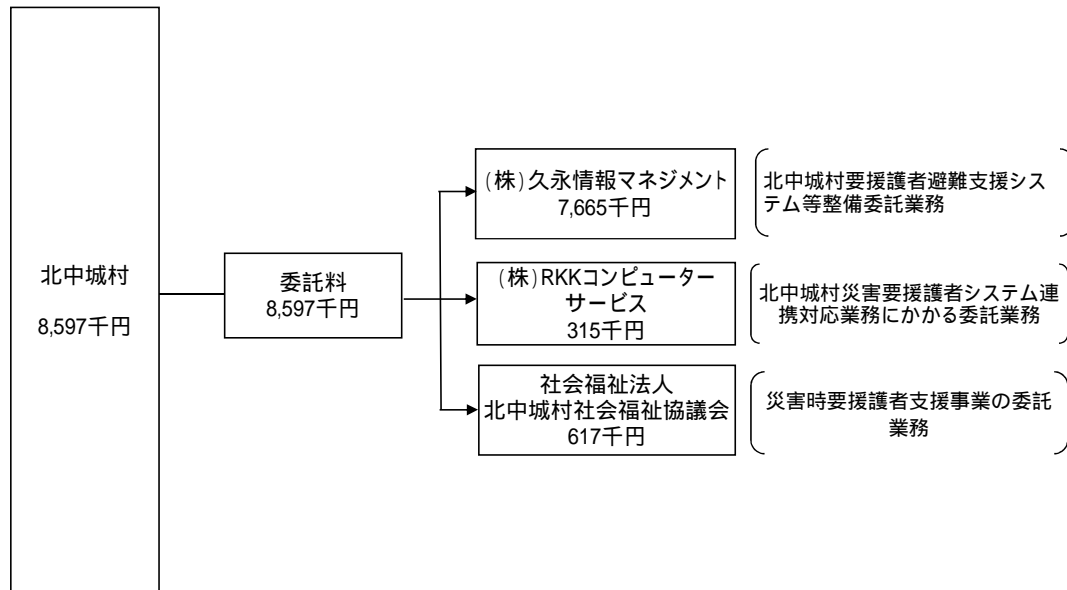 北中城村
8,597千円
委託料
8,597千円
(株)久永情報マネジメント
7,665千円
北中城村要援護者避難支援シス
テム等整備委託業務
(株)RKKコンピューター
サービス
315千円
北中城村災害要援護者システム連
携対応業務にかかる委託業務
社会福祉法人
北中城村社会福祉協議会
617千円
災害時要援護者支援事業の委託
業務